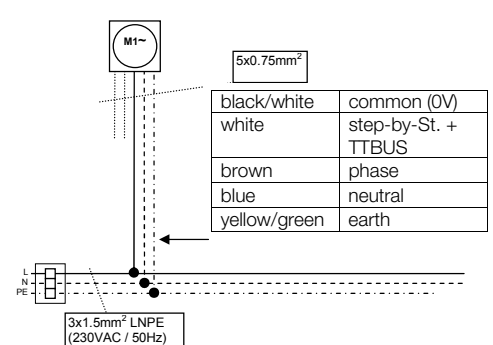 M1~
5x0.75mm²
black/white common (0V)
white step-by-St. +
TTBUS
brown phase
blue neutral
yellow/green earth
L
N
PE
3x1.5mm² LNPE
(230VAC / 50Hz)